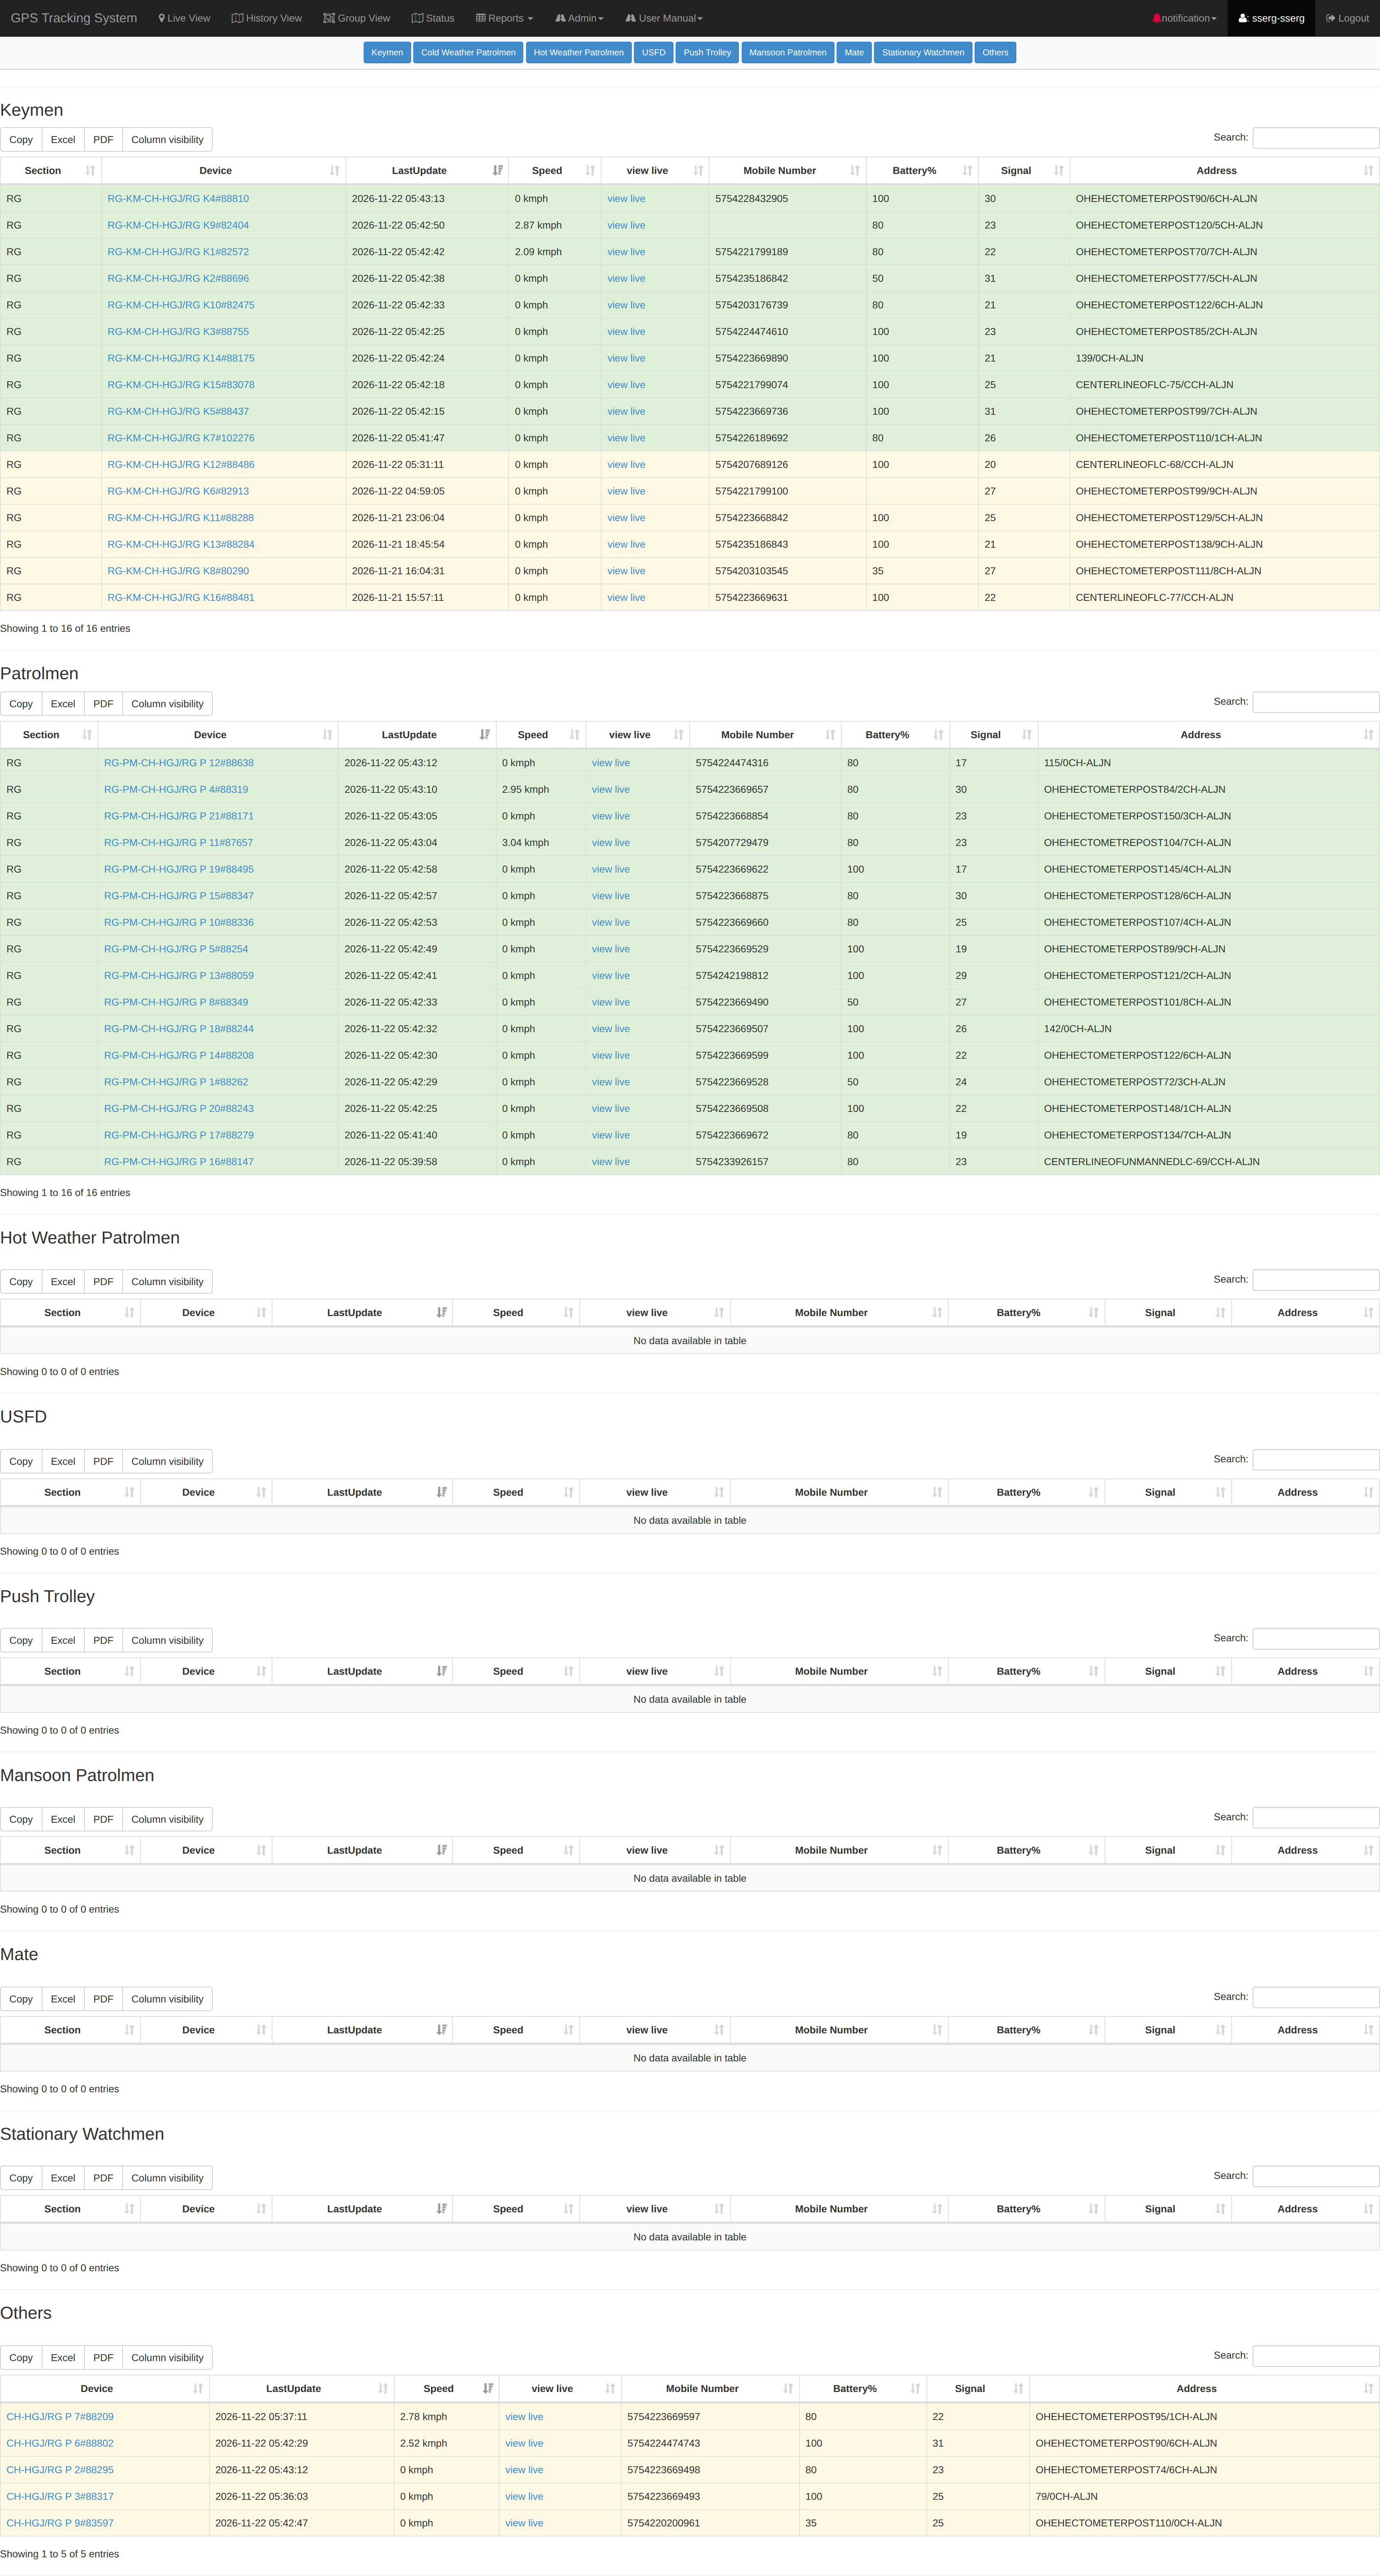 GPS Tracking System Live View History View Group View Status Reports Admin User Manual notification : sserg-sserg Logout
Keymen Cold Weather Patrolmen Hot Weather Patrolmen USFD Push Trolley Mansoon Patrolmen Mate Stationary Watchmen Others
Keymen
Copy Excel PDF Column visibility Search:
Section Device LastUpdate Speed view live Mobile Number Battery% Signal Address
RG RG-KM-CH-HGJ/RG K4#88810 2026-11-22 05:43:13 0 kmph view live 5754228432905 100 30 OHEHECTOMETERPOST90/6CH-ALJN
RG RG-KM-CH-HGJ/RG K9#82404 2026-11-22 05:42:50 2.87 kmph view live 80 23 OHEHECTOMETERPOST120/5CH-ALJN
RG RG-KM-CH-HGJ/RG K1#82572 2026-11-22 05:42:42 2.09 kmph view live 5754221799189 80 22 OHEHECTOMETERPOST70/7CH-ALJN
RG RG-KM-CH-HGJ/RG K2#88696 2026-11-22 05:42:38 0 kmph view live 5754235186842 50 31 OHEHECTOMETERPOST77/5CH-ALJN
RG RG-KM-CH-HGJ/RG K10#82475 2026-11-22 05:42:33 0 kmph view live 5754203176739 80 21 OHEHECTOMETERPOST122/6CH-ALJN
RG RG-KM-CH-HGJ/RG K3#88755 2026-11-22 05:42:25 0 kmph view live 5754224474610 100 23 OHEHECTOMETERPOST85/2CH-ALJN
RG RG-KM-CH-HGJ/RG K14#88175 2026-11-22 05:42:24 0 kmph view live 5754223669890 100 21 139/0CH-ALJN
RG RG-KM-CH-HGJ/RG K15#83078 2026-11-22 05:42:18 0 kmph view live 5754221799074 100 25 CENTERLINEOFLC-75/CCH-ALJN
RG RG-KM-CH-HGJ/RG K5#88437 2026-11-22 05:42:15 0 kmph view live 5754223669736 100 31 OHEHECTOMETERPOST99/7CH-ALJN
RG RG-KM-CH-HGJ/RG K7#102276 2026-11-22 05:41:47 0 kmph view live 5754226189692 80 26 OHEHECTOMETERPOST110/1CH-ALJN
RG RG-KM-CH-HGJ/RG K12#88486 2026-11-22 05:31:11 0 kmph view live 5754207689126 100 20 CENTERLINEOFLC-68/CCH-ALJN
RG RG-KM-CH-HGJ/RG K6#82913 2026-11-22 04:59:05 0 kmph view live 5754221799100 27 OHEHECTOMETERPOST99/9CH-ALJN
RG RG-KM-CH-HGJ/RG K11#88288 2026-11-21 23:06:04 0 kmph view live 5754223668842 100 25 OHEHECTOMETERPOST129/5CH-ALJN
RG RG-KM-CH-HGJ/RG K13#88284 2026-11-21 18:45:54 0 kmph view live 5754235186843 100 21 OHEHECTOMETERPOST138/9CH-ALJN
RG RG-KM-CH-HGJ/RG K8#80290 2026-11-21 16:04:31 0 kmph view live 5754203103545 35 27 OHEHECTOMETERPOST111/8CH-ALJN
RG RG-KM-CH-HGJ/RG K16#88481 2026-11-21 15:57:11 0 kmph view live 5754223669631 100 22 CENTERLINEOFLC-77/CCH-ALJN
Showing 1 to 16 of 16 entries
Patrolmen
Copy Excel PDF Column visibility Search:
Section Device LastUpdate Speed view live Mobile Number Battery% Signal Address
RG RG-PM-CH-HGJ/RG P 12#88638 2026-11-22 05:43:12 0 kmph view live 5754224474316 80 17 115/0CH-ALJN
RG RG-PM-CH-HGJ/RG P 4#88319 2026-11-22 05:43:10 2.95 kmph view live 5754223669657 80 30 OHEHECTOMETERPOST84/2CH-ALJN
RG RG-PM-CH-HGJ/RG P 21#88171 2026-11-22 05:43:05 0 kmph view live 5754223668854 80 23 OHEHECTOMETERPOST150/3CH-ALJN
RG RG-PM-CH-HGJ/RG P 11#87657 2026-11-22 05:43:04 3.04 kmph view live 5754207729479 80 23 OHEHECTOMETREPOST104/7CH-ALJN
RG RG-PM-CH-HGJ/RG P 19#88495 2026-11-22 05:42:58 0 kmph view live 5754223669622 100 17 OHEHECTOMETERPOST145/4CH-ALJN
RG RG-PM-CH-HGJ/RG P 15#88347 2026-11-22 05:42:57 0 kmph view live 5754223668875 80 30 OHEHECTOMETERPOST128/6CH-ALJN
RG RG-PM-CH-HGJ/RG P 10#88336 2026-11-22 05:42:53 0 kmph view live 5754223669660 80 25 OHEHECTOMETERPOST107/4CH-ALJN
RG RG-PM-CH-HGJ/RG P 5#88254 2026-11-22 05:42:49 0 kmph view live 5754223669529 100 19 OHEHECTOMETERPOST89/9CH-ALJN
RG RG-PM-CH-HGJ/RG P 13#88059 2026-11-22 05:42:41 0 kmph view live 5754242198812 100 29 OHEHECTOMETERPOST121/2CH-ALJN
RG RG-PM-CH-HGJ/RG P 8#88349 2026-11-22 05:42:33 0 kmph view live 5754223669490 50 27 OHEHECTOMETERPOST101/8CH-ALJN
RG RG-PM-CH-HGJ/RG P 18#88244 2026-11-22 05:42:32 0 kmph view live 5754223669507 100 26 142/0CH-ALJN
RG RG-PM-CH-HGJ/RG P 14#88208 2026-11-22 05:42:30 0 kmph view live 5754223669599 100 22 OHEHECTOMETERPOST122/6CH-ALJN
RG RG-PM-CH-HGJ/RG P 1#88262 2026-11-22 05:42:29 0 kmph view live 5754223669528 50 24 OHEHECTOMETERPOST72/3CH-ALJN
RG RG-PM-CH-HGJ/RG P 20#88243 2026-11-22 05:42:25 0 kmph view live 5754223669508 100 22 OHEHECTOMETERPOST148/1CH-ALJN
RG RG-PM-CH-HGJ/RG P 17#88279 2026-11-22 05:41:40 0 kmph view live 5754223669672 80 19 OHEHECTOMETERPOST134/7CH-ALJN
RG RG-PM-CH-HGJ/RG P 16#88147 2026-11-22 05:39:58 0 kmph view live 5754233926157 80 23 CENTERLINEOFUNMANNEDLC-69/CCH-ALJN
Showing 1 to 16 of 16 entries
Hot Weather Patrolmen
Copy Excel PDF Column visibility Search:
Section Device LastUpdate Speed view live Mobile Number Battery% Signal Address
No data available in table
Showing 0 to 0 of 0 entries
USFD
Copy Excel PDF Column visibility Search:
Section Device LastUpdate Speed view live Mobile Number Battery% Signal Address
No data available in table
Showing 0 to 0 of 0 entries
Push Trolley
Copy Excel PDF Column visibility Search:
Section Device LastUpdate Speed view live Mobile Number Battery% Signal Address
No data available in table
Showing 0 to 0 of 0 entries
Mansoon Patrolmen
Copy Excel PDF Column visibility Search:
Section Device LastUpdate Speed view live Mobile Number Battery% Signal Address
No data available in table
Showing 0 to 0 of 0 entries
Mate
Copy Excel PDF Column visibility Search:
Section Device LastUpdate Speed view live Mobile Number Battery% Signal Address
No data available in table
Showing 0 to 0 of 0 entries
Stationary Watchmen
Copy Excel PDF Column visibility Search:
Section Device LastUpdate Speed view live Mobile Number Battery% Signal Address
No data available in table
Showing 0 to 0 of 0 entries
Others
Copy Excel PDF Column visibility Search:
Device LastUpdate Speed view live Mobile Number Battery% Signal Address
CH-HGJ/RG P 7#88209 2026-11-22 05:37:11 2.78 kmph view live 5754223669597 80 22 OHEHECTOMETERPOST95/1CH-ALJN
CH-HGJ/RG P 6#88802 2026-11-22 05:42:29 2.52 kmph view live 5754224474743 100 31 OHEHECTOMETERPOST90/6CH-ALJN
CH-HGJ/RG P 2#88295 2026-11-22 05:43:12 0 kmph view live 5754223669498 80 23 OHEHECTOMETERPOST74/6CH-ALJN
CH-HGJ/RG P 3#88317 2026-11-22 05:36:03 0 kmph view live 5754223669493 100 25 79/0CH-ALJN
CH-HGJ/RG P 9#83597 2026-11-22 05:42:47 0 kmph view live 5754220200961 35 25 OHEHECTOMETERPOST110/0CH-ALJN
Showing 1 to 5 of 5 entries